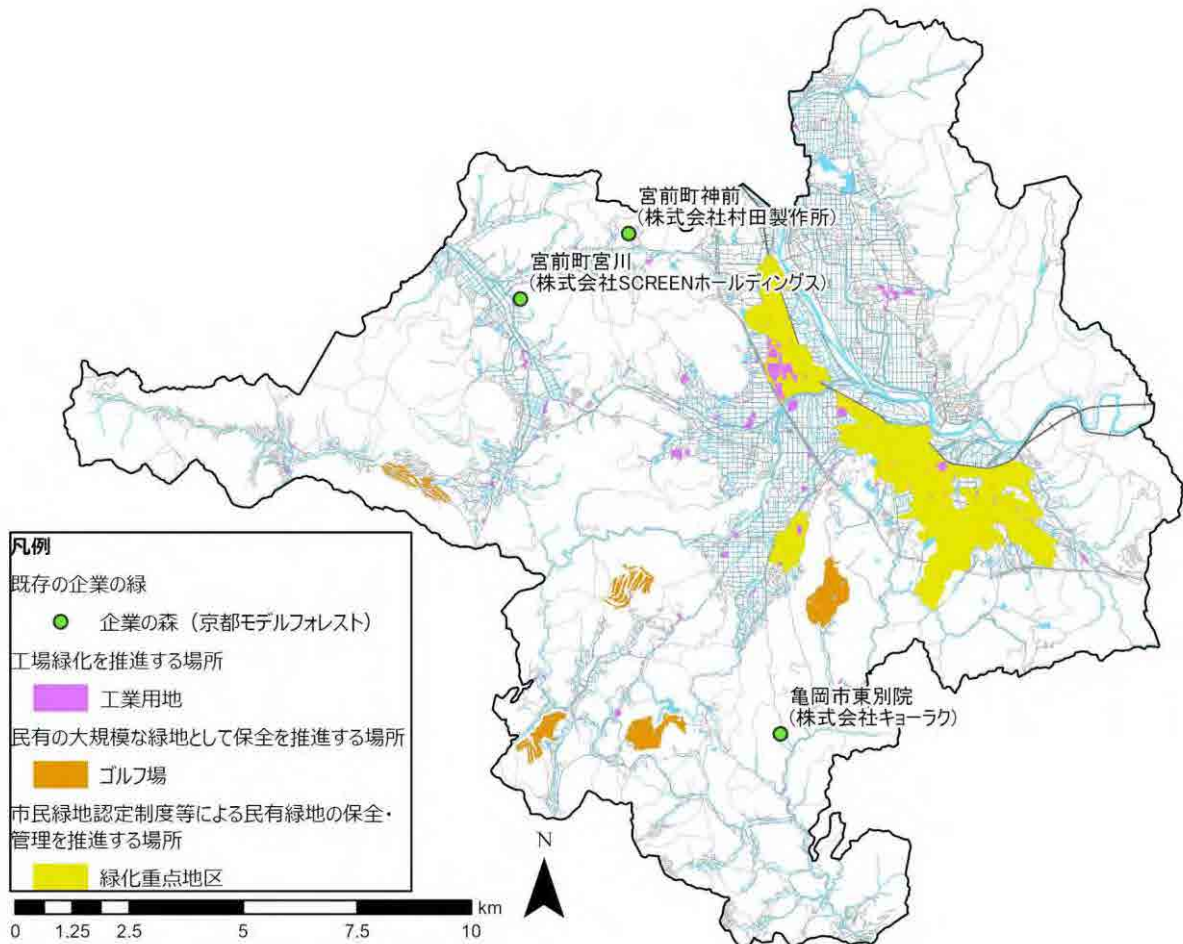 宮前町神前
(株式会社村田製作所)
宮前町宮川
(株式会社SCREENホールディングス)
亀岡市東別院
(株式会社キョーラク)
凡例
既存の企業の緑
企業の森（京都モデルフォレスト）
工場緑化を推進する場所
工業用地
民有の大規模な緑地として保全を推進する場所
ゴルフ場
市民緑地認定制度等による民有緑地の保全・
管理を推進する場所
緑化重点地区
N
km
0 1.25 2.5 5 7.5 10